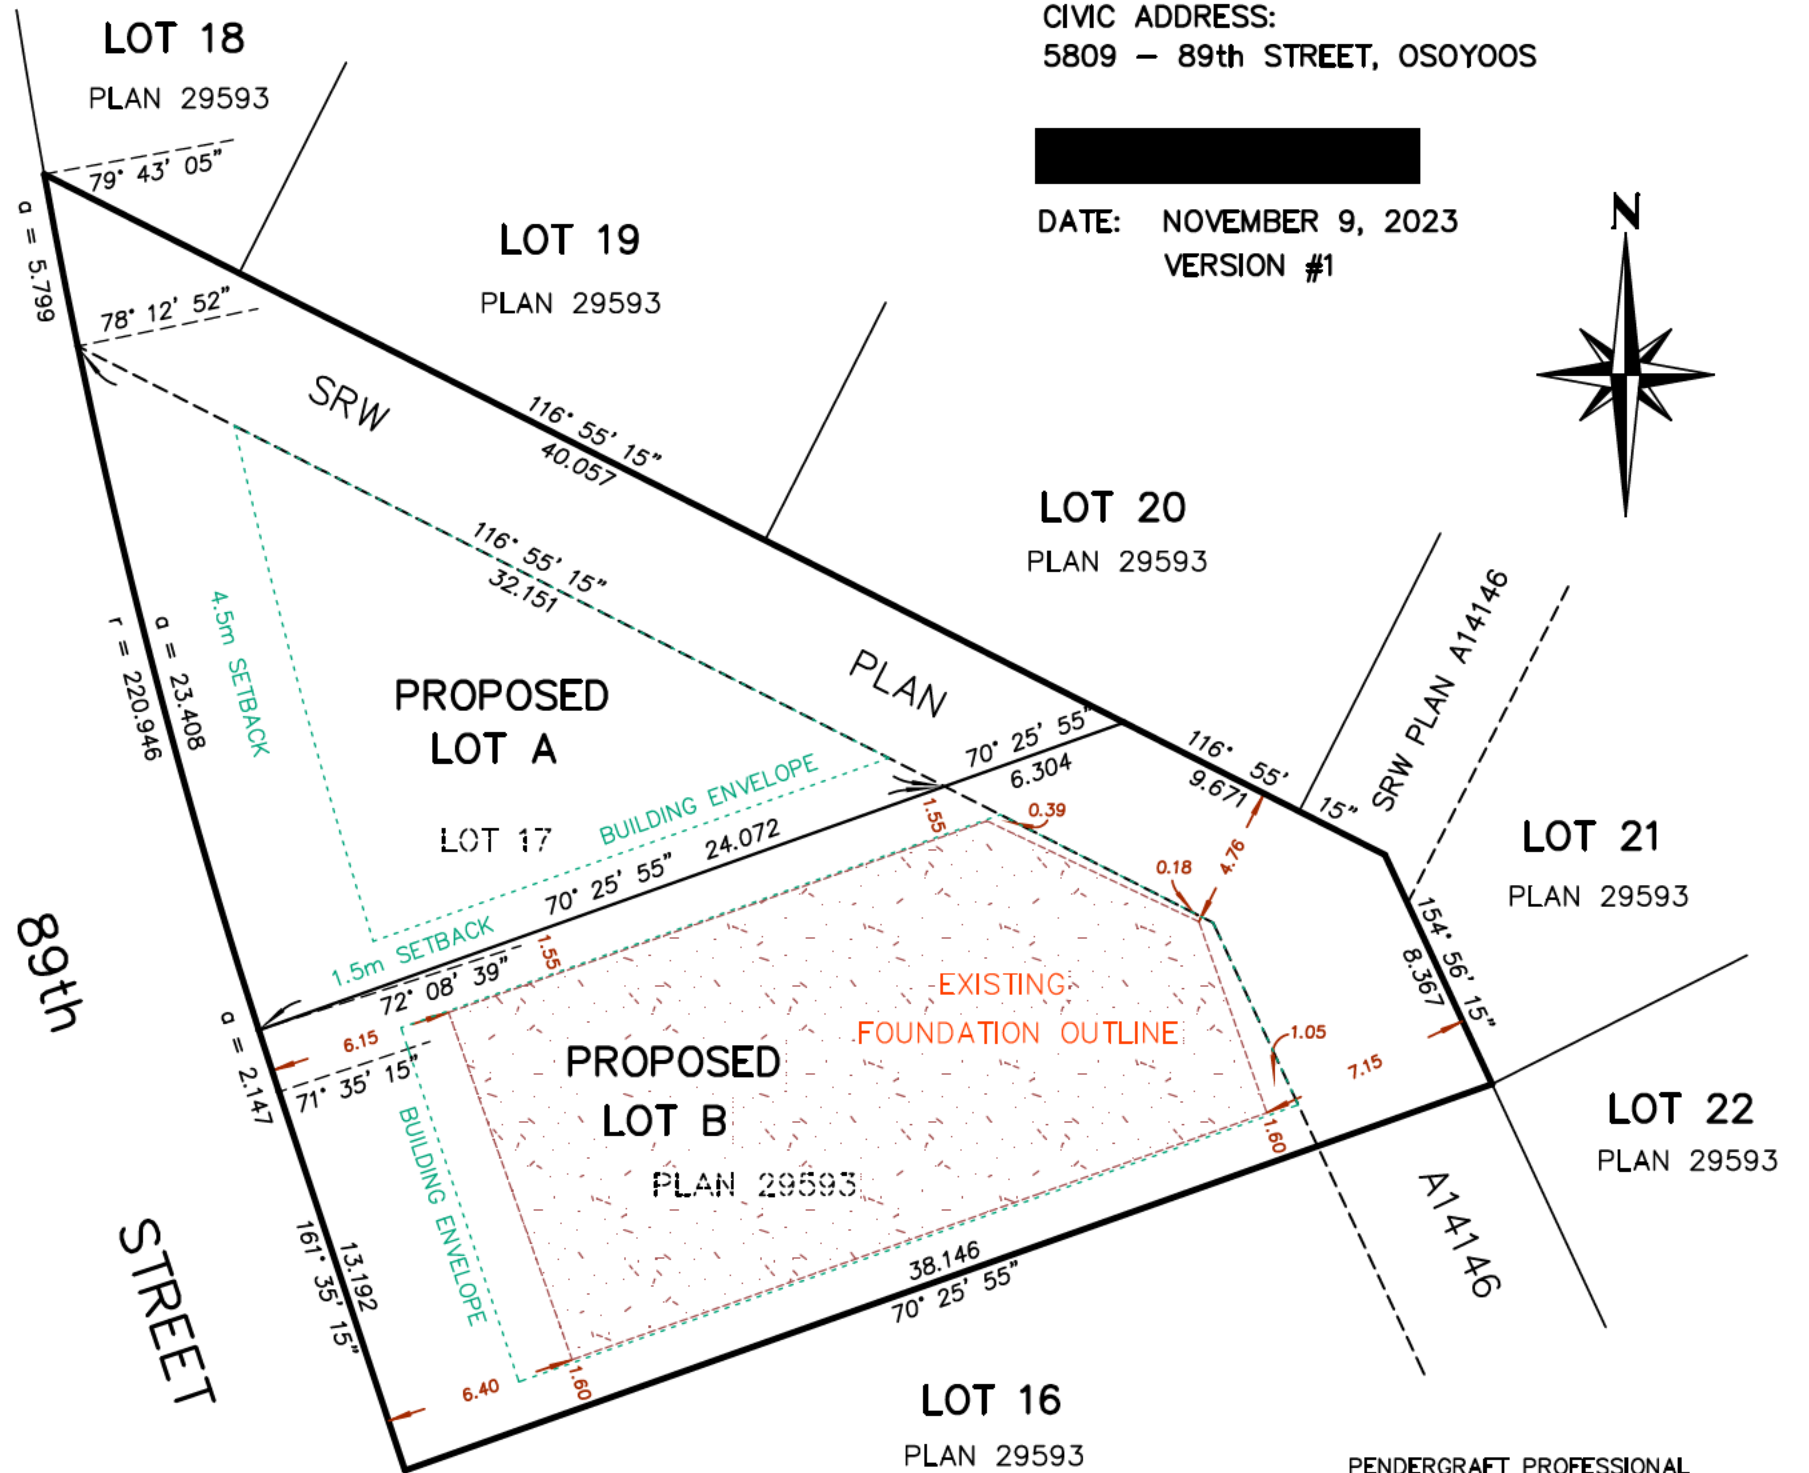 CIVIC ADDRESS:
5809 – 89th STREET, OSOYOOS
DATE: NOVEMBER 9, 2023
VERSION #1
N
LOT 18
PLAN 29593
79° 43' 05"
a = 5.799
78° 12' 52"
LOT 19
PLAN 29593
SRW
116° 55' 15"
40.057
116° 55' 15"
32.151
LOT 20
PLAN 29593
SRW PLAN A14146
4.5m SETBACK
a = 23.408
r = 220.946
PROPOSED
LOT A
PLAN
70° 25' 55"
6.304
116° 55' 15"
9.671
LOT 17
BUILDING ENVELOPE
70° 25' 55" 24.072
1.55
0.39
0.18
4.76
LOT 21
PLAN 29593
154° 56' 15"
8.367
1.5m SETBACK
1.55
72° 08' 39"
89th
STREET
a = 2.147
6.15
71° 35' 15"
EXISTING
FOUNDATION OUTLINE
PROPOSED
LOT B
PLAN 29593
1.05
7.15
1.60
BUILDING ENVELOPE
LOT 22
PLAN 29593
A14146
13.192
161° 35' 15"
38.146
70° 25' 55"
6.40
1.60
LOT 16
PLAN 29593
PENDERGRAFT PROFESSIONAL